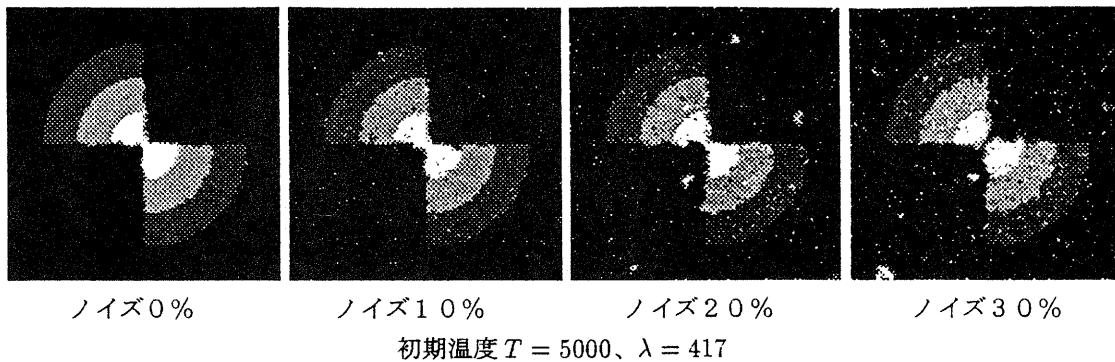 ノイズ0%
ノイズ10%
ノイズ20%
ノイズ30%
初期温度 T = 5000、λ = 417